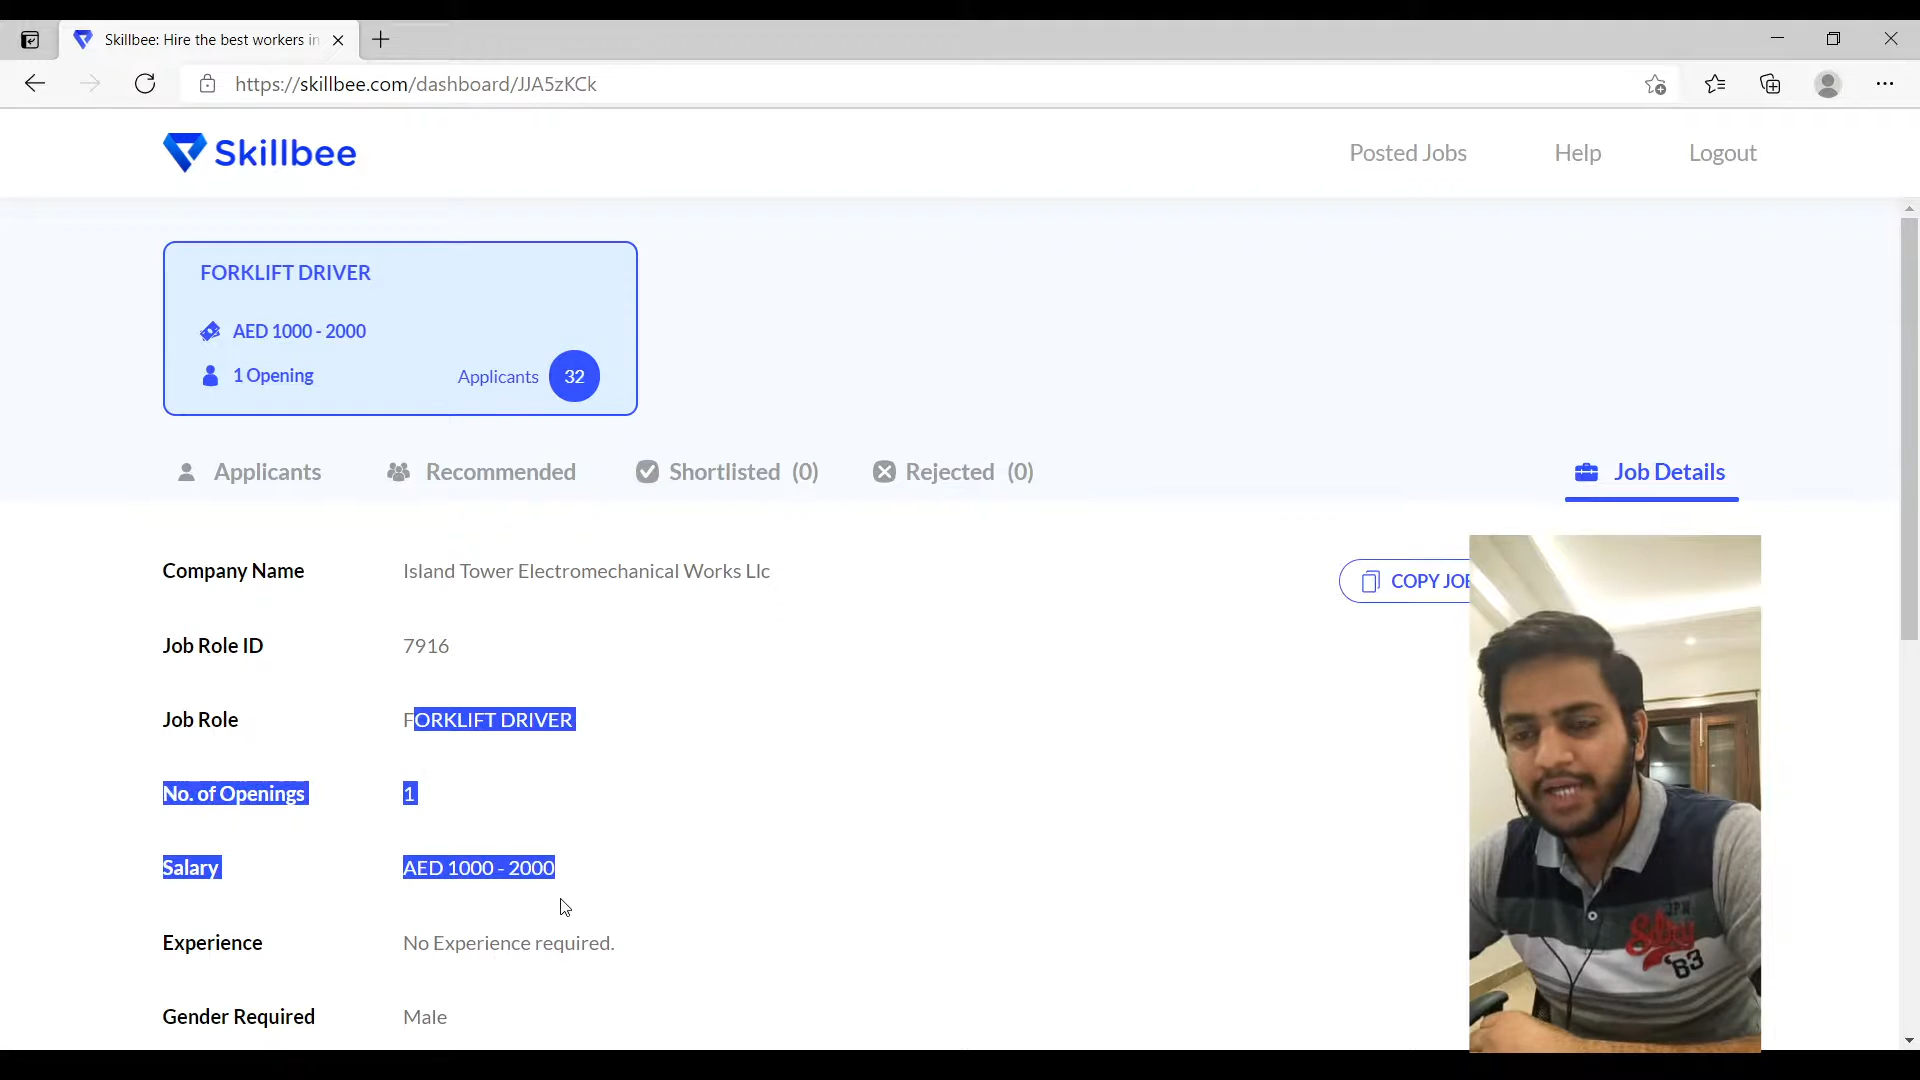 Skillbee: Hire the best workers in
https://skillbee.com/dashboard/JJA5zKCk
Skillbee
Posted Jobs
Help
Logout
FORKLIFT DRIVER
AED 1000 - 2000
1 Opening
Applicants 32
Applicants
Recommended
Shortlisted (0)
Rejected (0)
Job Details
Company Name Island Tower Electromechanical Works Llc
COPY JOB
Job Role ID 7916
Job Role FORKLIFT DRIVER
No. of Openings 1
Salary AED 1000 - 2000
Experience No Experience required.
Gender Required Male
'83